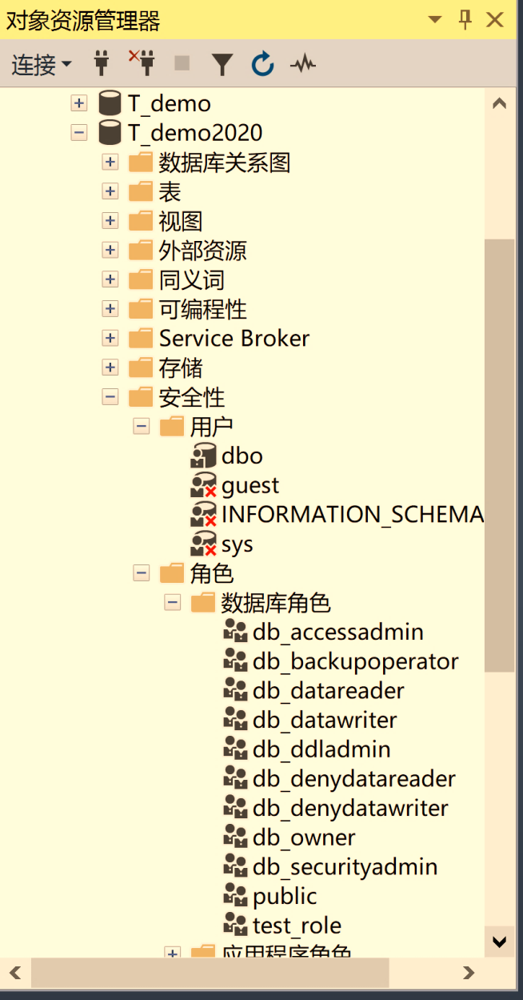 对象资源管理器
连接
T_demo
T_demo2020
数据库关系图
表
视图
外部资源
同义词
可编程性
Service Broker
存储
安全性
用户
dbo
guest
INFORMATION_SCHEMA
sys
角色
数据库角色
db_accessadmin
db_backupoperator
db_datareader
db_datawriter
db_ddladmin
db_denydatareader
db_denydatawriter
db_owner
db_securityadmin
public
test_role
应用程序角色